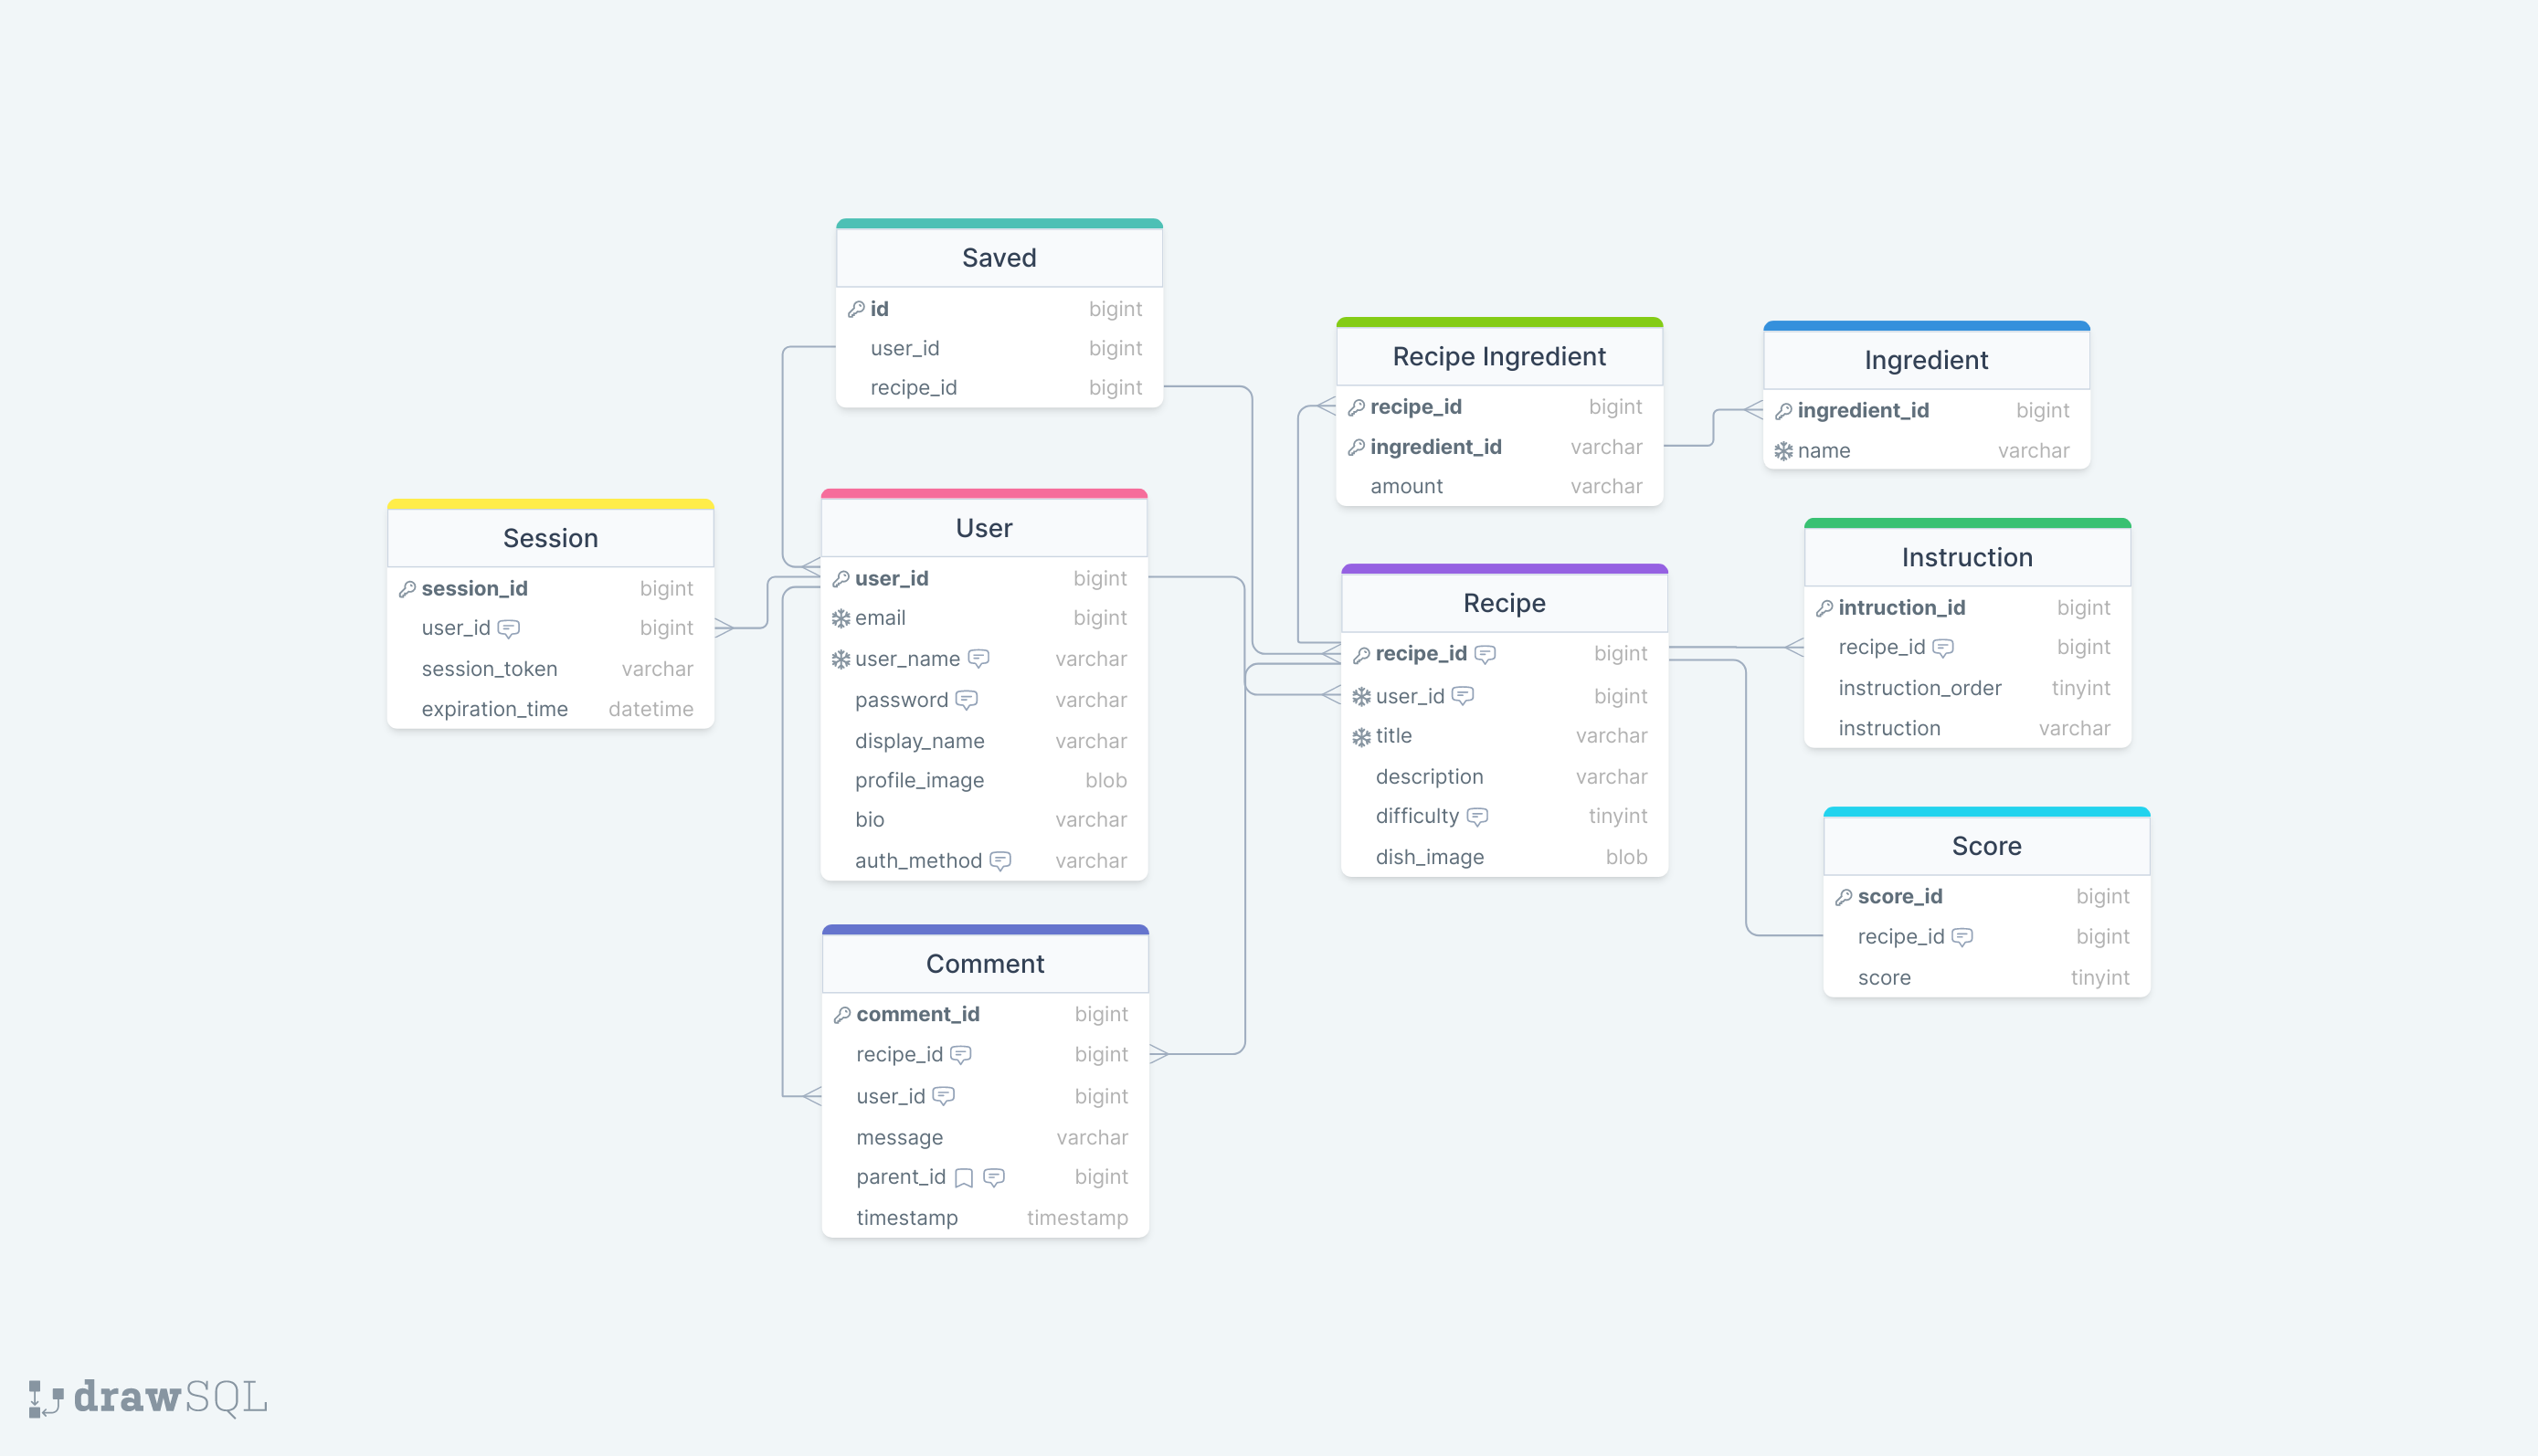 Saved
id bigint
user_id bigint
recipe_id bigint
Session
session_id bigint
user_id bigint
session_token varchar
expiration_time datetime
User
user_id bigint
email bigint
user_name varchar
password varchar
display_name varchar
profile_image blob
bio varchar
auth_method varchar
Comment
comment_id bigint
recipe_id bigint
user_id bigint
message varchar
parent_id bigint
timestamp timestamp
Recipe Ingredient
recipe_id bigint
ingredient_id varchar
amount varchar
Recipe
recipe_id bigint
user_id bigint
title varchar
description varchar
difficulty tinyint
dish_image blob
Ingredient
ingredient_id bigint
name varchar
Instruction
intruction_id bigint
recipe_id bigint
instruction_order tinyint
instruction varchar
Score
score_id bigint
recipe_id bigint
score tinyint
drawSQL